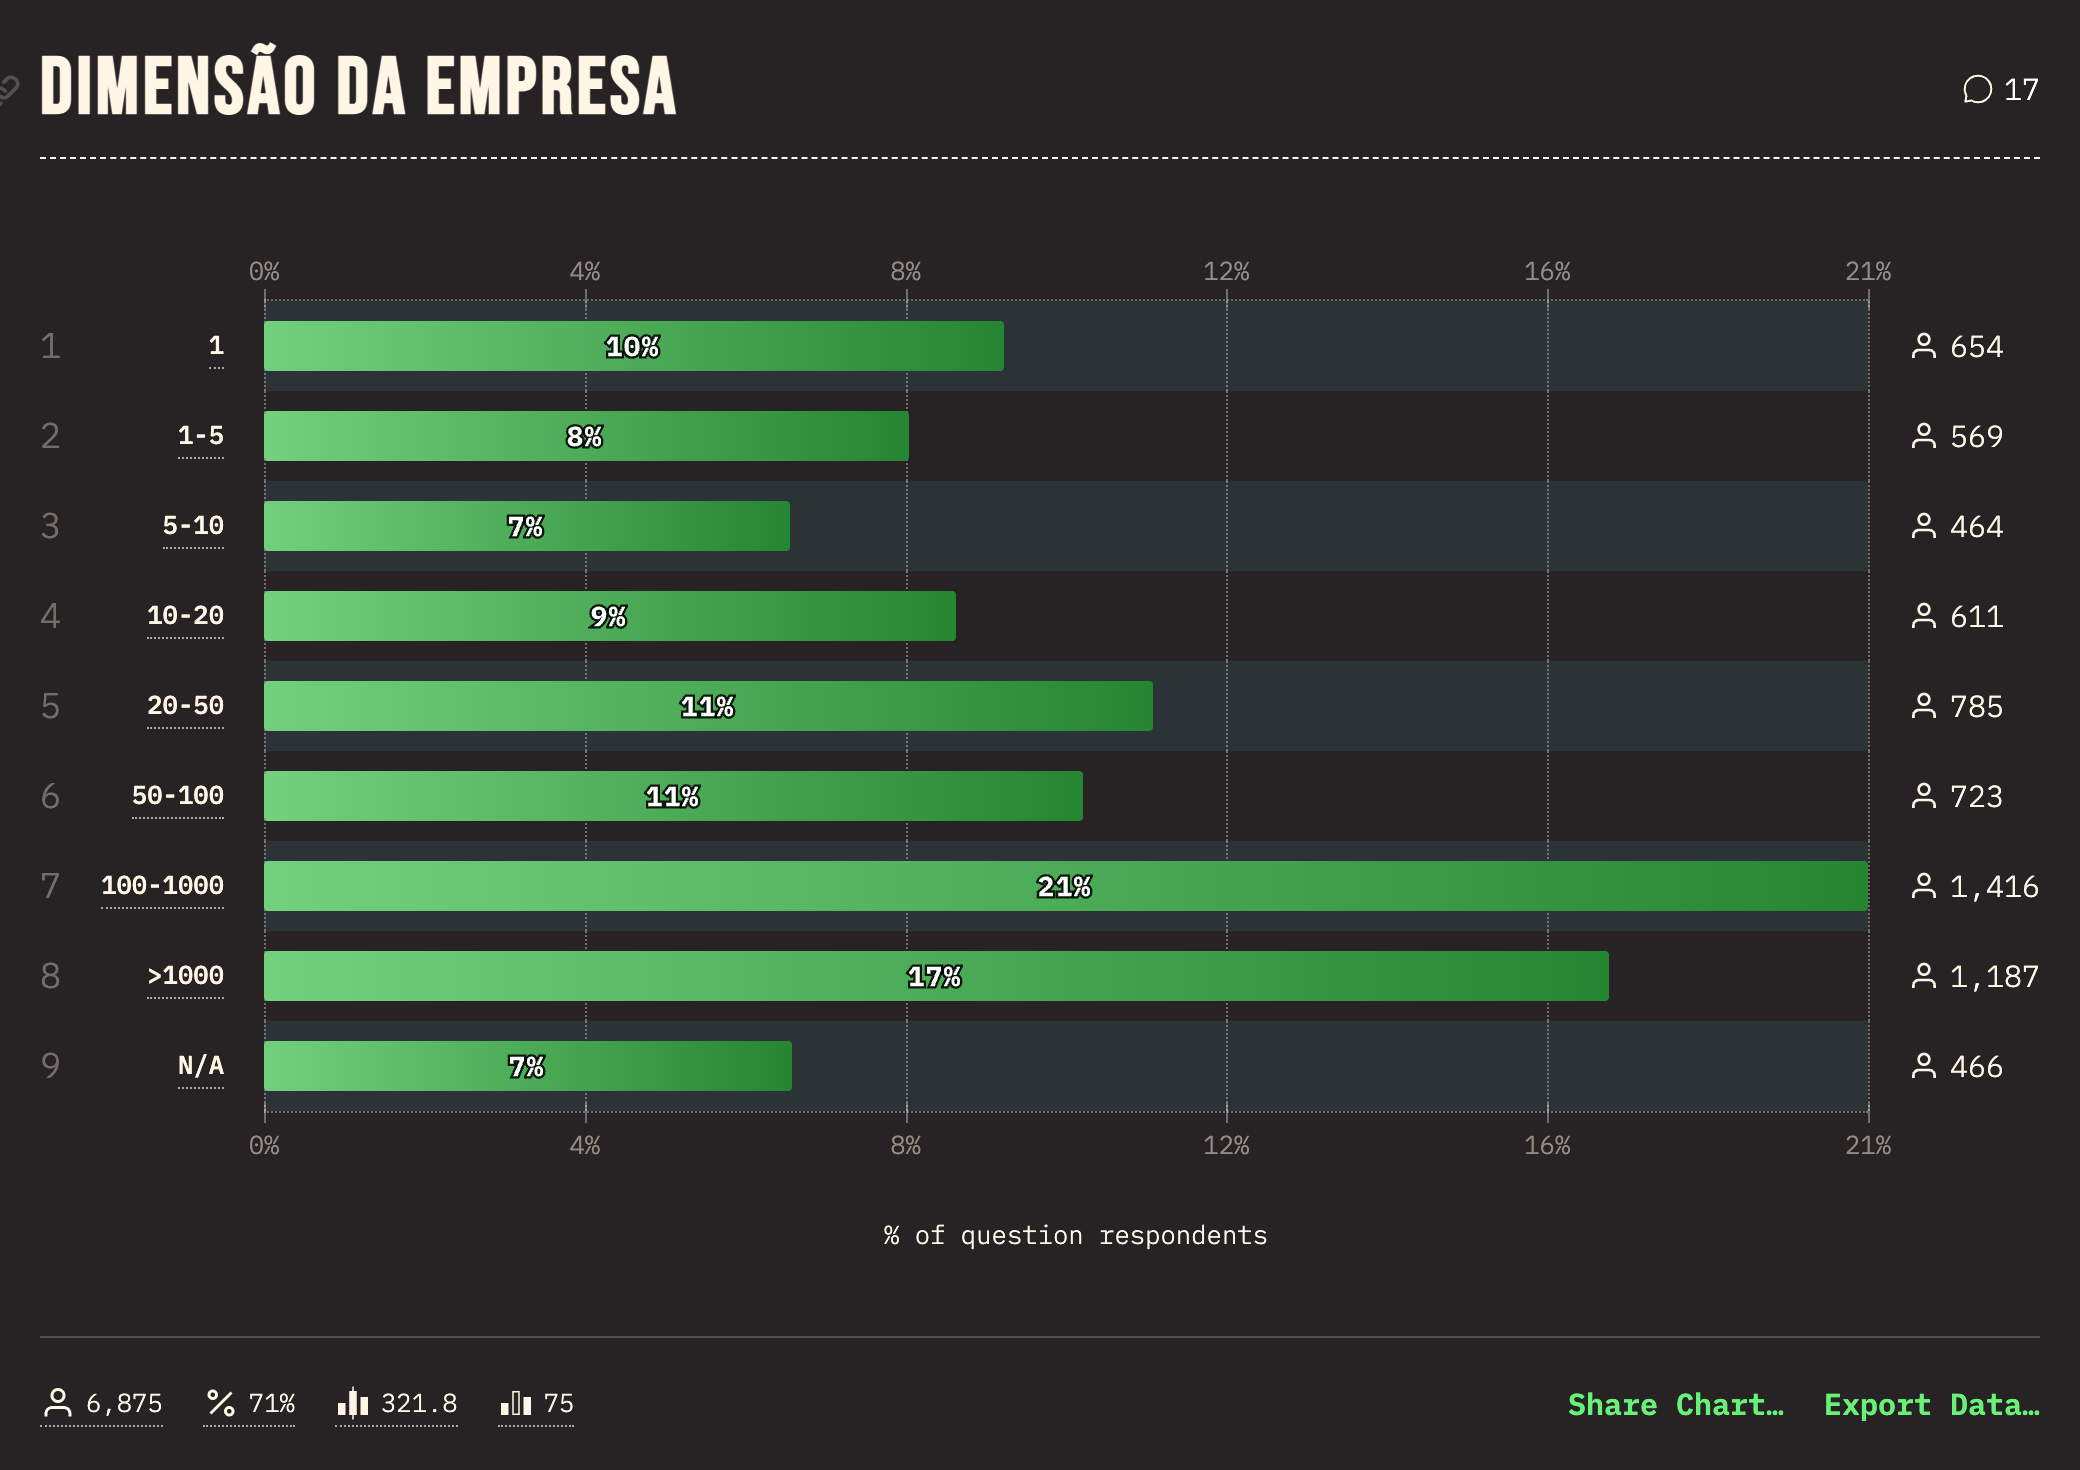 DIMENSÃO DA EMPRESA
17
0% 4% 8% 12% 16% 21%
1 1 10% 654
2 1-5 8% 569
3 5-10 7% 464
4 10-20 9% 611
5 20-50 11% 785
6 50-100 11% 723
7 100-1000 21% 1,416
8 >1000 17% 1,187
9 N/A 7% 466
0% 4% 8% 12% 16% 21%
% of question respondents
6,875 71% 321.8 75 Share Chart… Export Data…